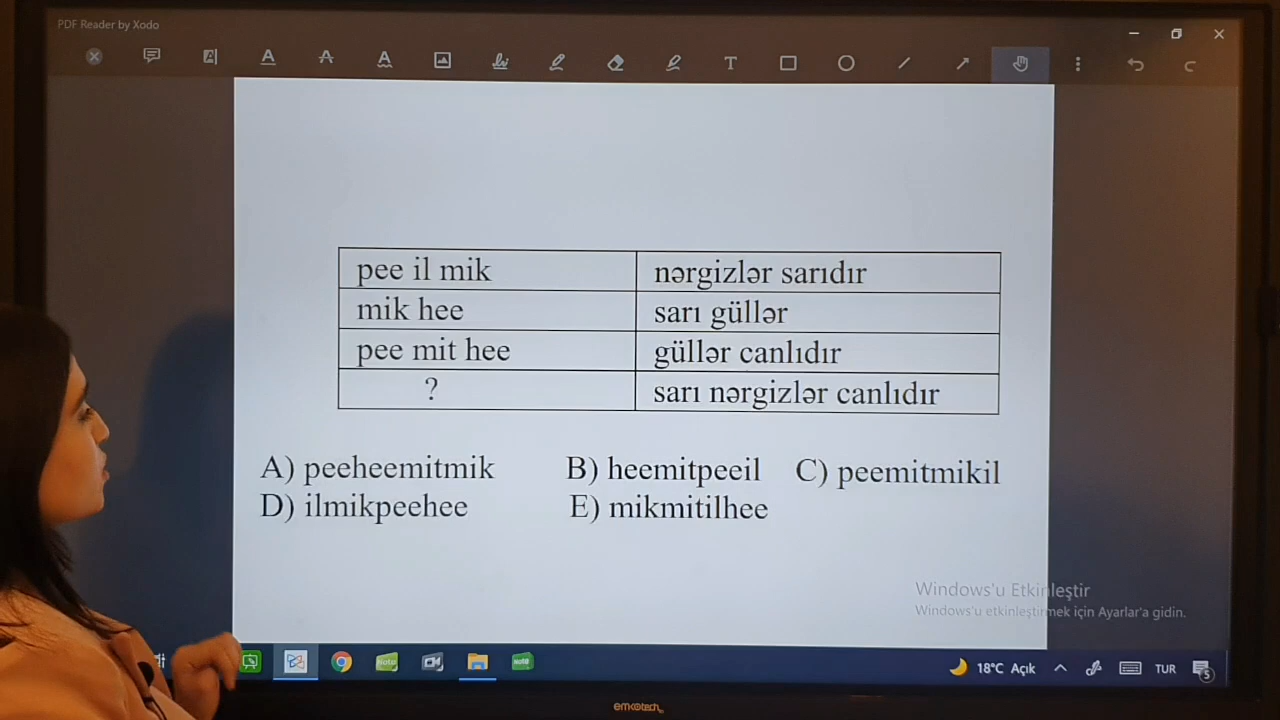 PDF Reader by Xodo
pee il mik nərgizlər sarıdır
mik hee sarı güllər
pee mit hee güllər canlıdır
? sarı nərgizlər canlıdır
A) peeheemitmik B) heemitpeeil C) peemitmikil
D) ilmikpeehee E) mikmitilhee
Windows'u Etkinleştir
Windows'u etkinleştirmek için Ayarlar'a gidin.
18°C Açık TUR 5
emkotech